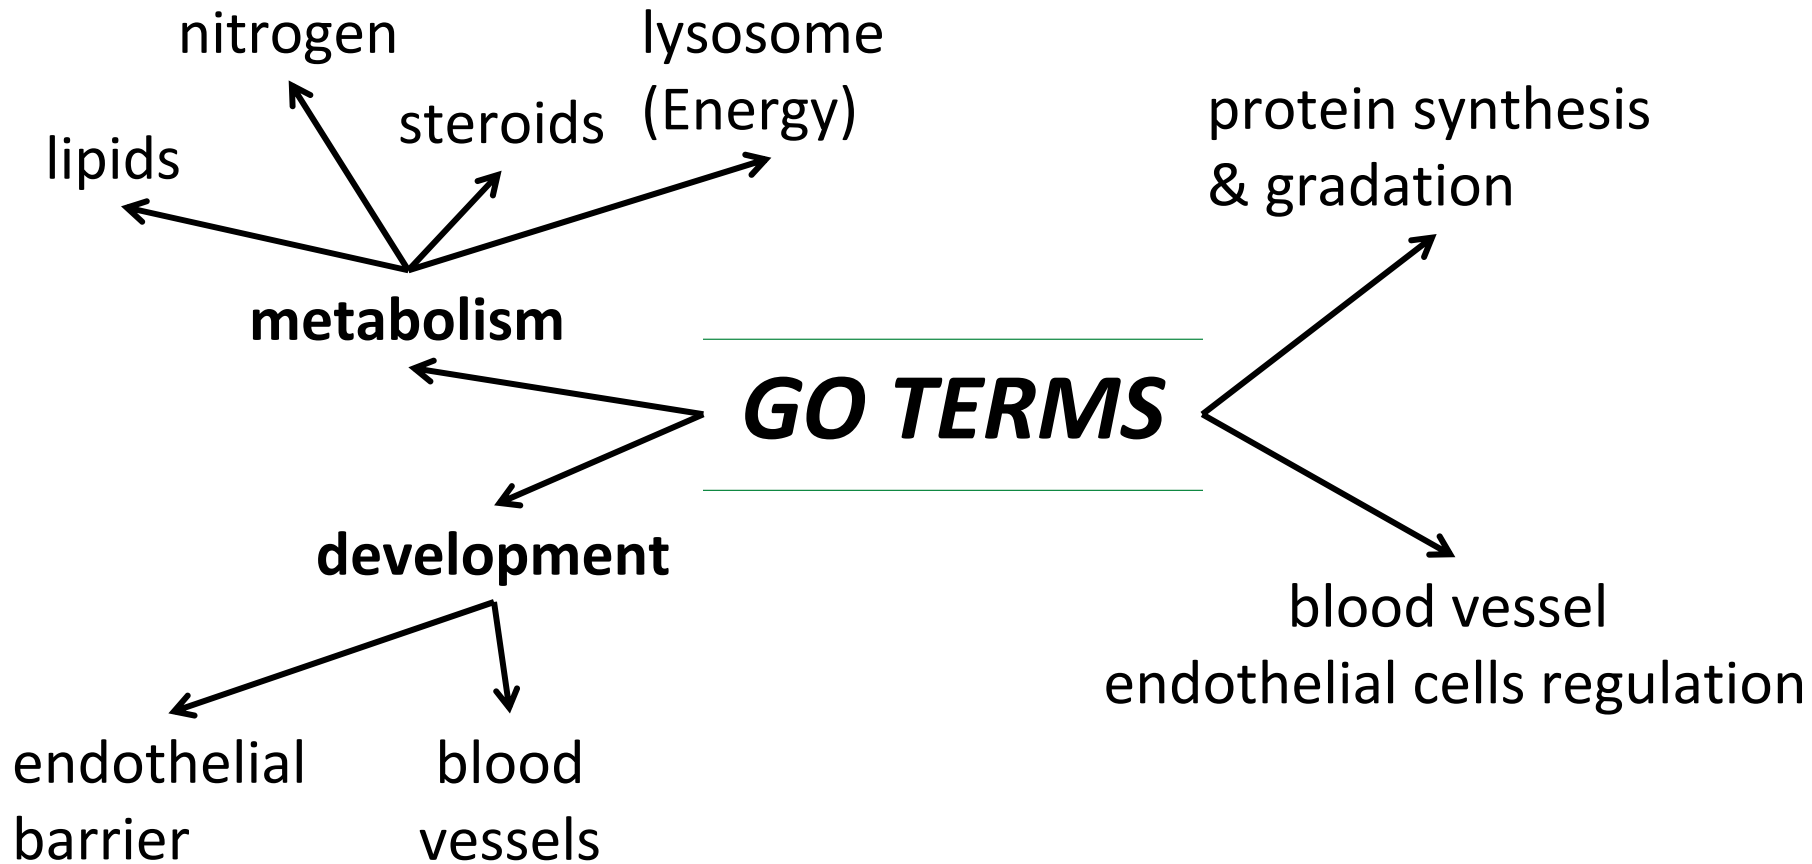 nitrogen
lysosome
(Energy)
steroids
lipids
protein synthesis
& gradation
metabolism
GO TERMS
development
blood vessel
endothelial cells regulation
endothelial
barrier
blood
vessels